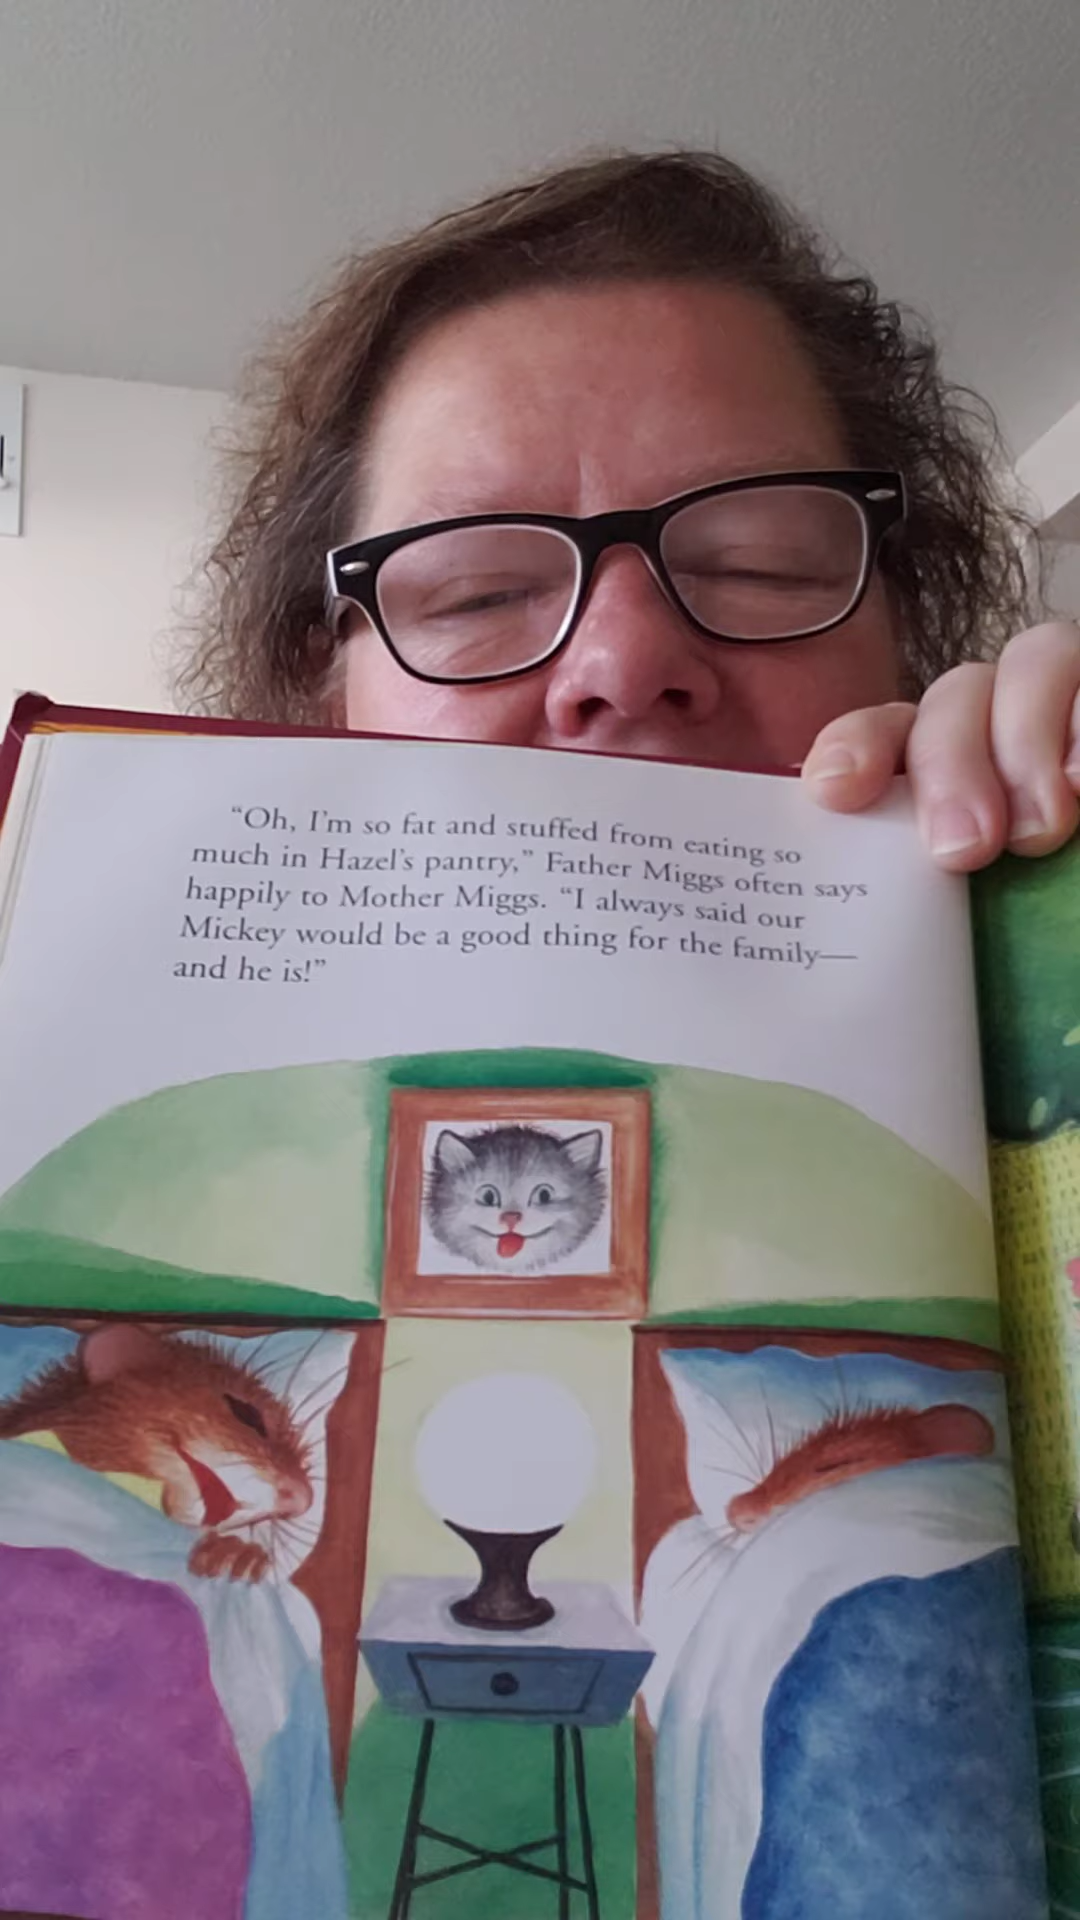 “Oh, I’m so fat and stuffed from eating so
much in Hazel’s pantry,” Father Miggs often says
happily to Mother Miggs. “I always said our
Mickey would be a good thing for the family—
and he is!”